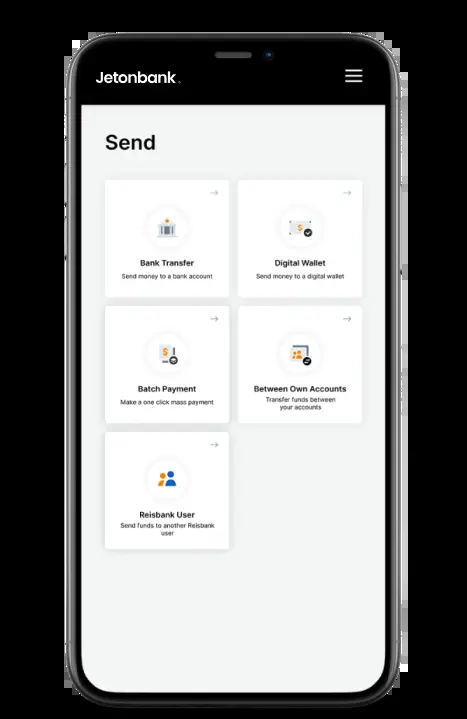 Jetonbank
Send
Bank Transfer
Send money to a bank account
Digital Wallet
Send money to a digital wallet
Batch Payment
Make a one click mass payment
Between Own Accounts
Transfer funds between
your accounts
Reisbank User
Send funds to another Reisbank
user